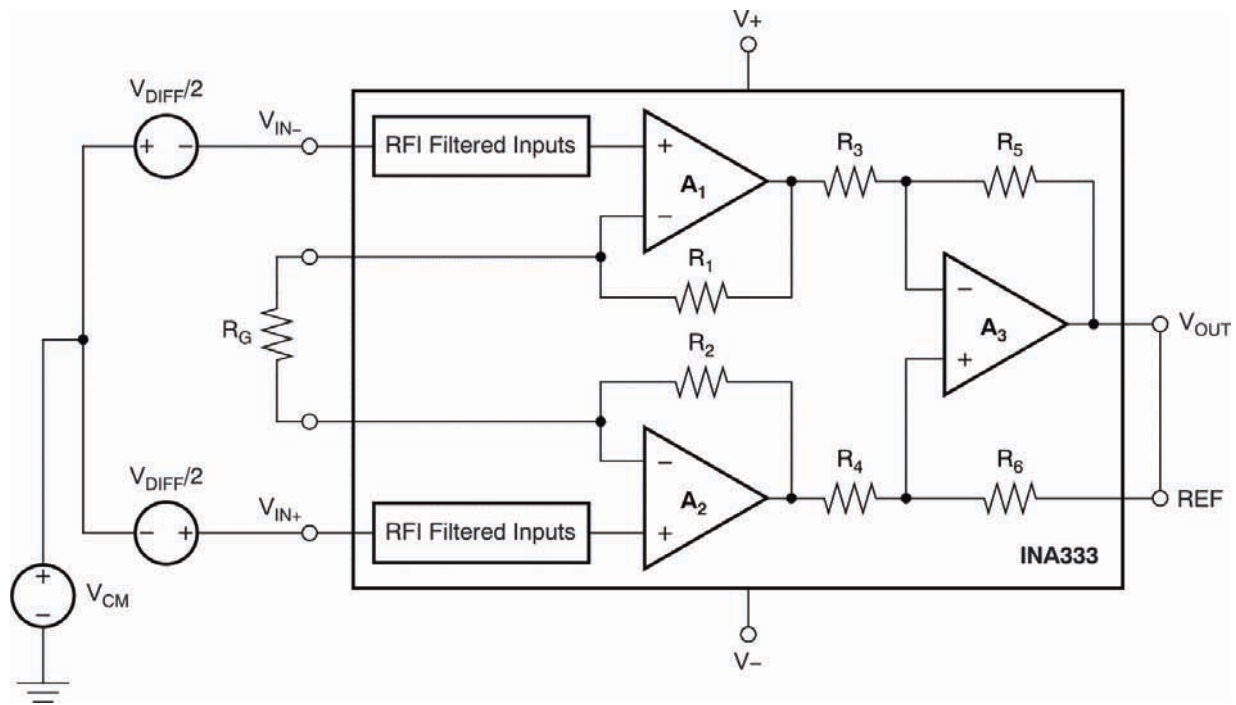 V+
V_DIFF/2
V_IN−
RFI Filtered Inputs
+
A_1
−
R_3
R_5
+ −
R_1
R_G
−
A_3
+
V_OUT
R_2
V_DIFF/2
V_IN+
−
A_2
+
R_4
R_6
REF
− +
RFI Filtered Inputs
INA333
+
V_CM
−
V−